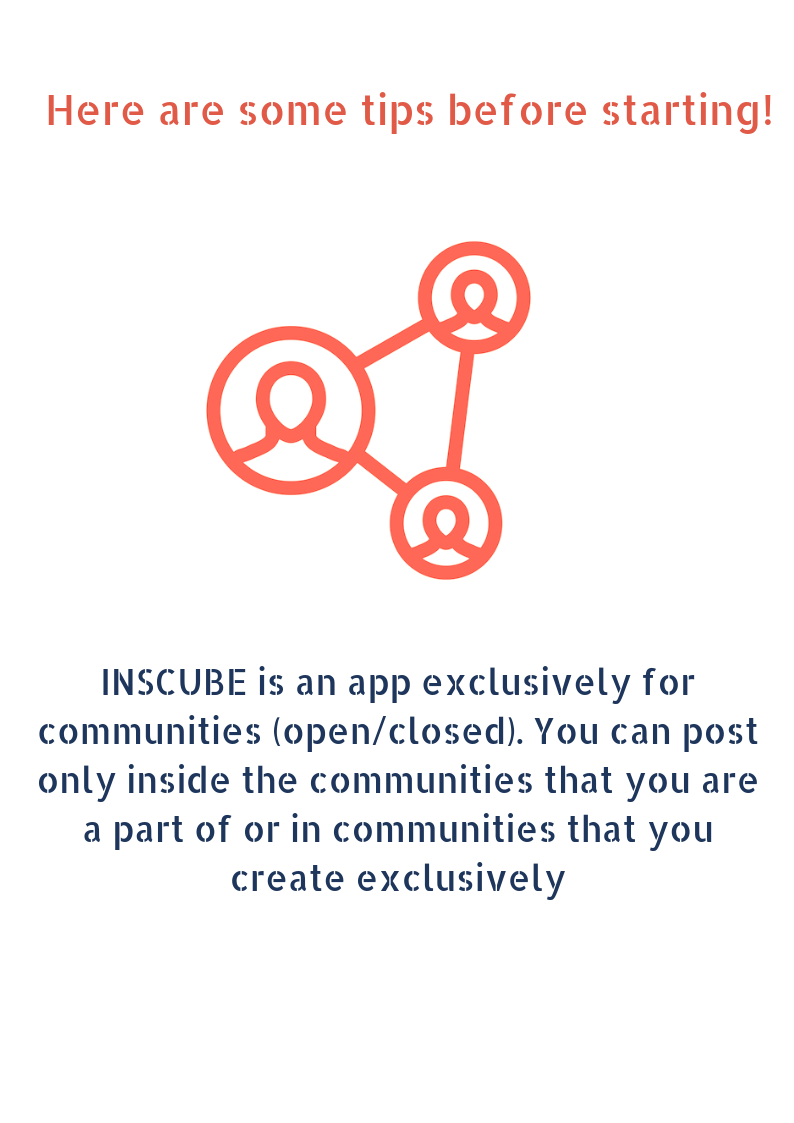 Here are some tips before starting!
INSCUBE is an app exclusively for
communities (open/closed). You can post
only inside the communities that you are
a part of or in communities that you
create exclusively